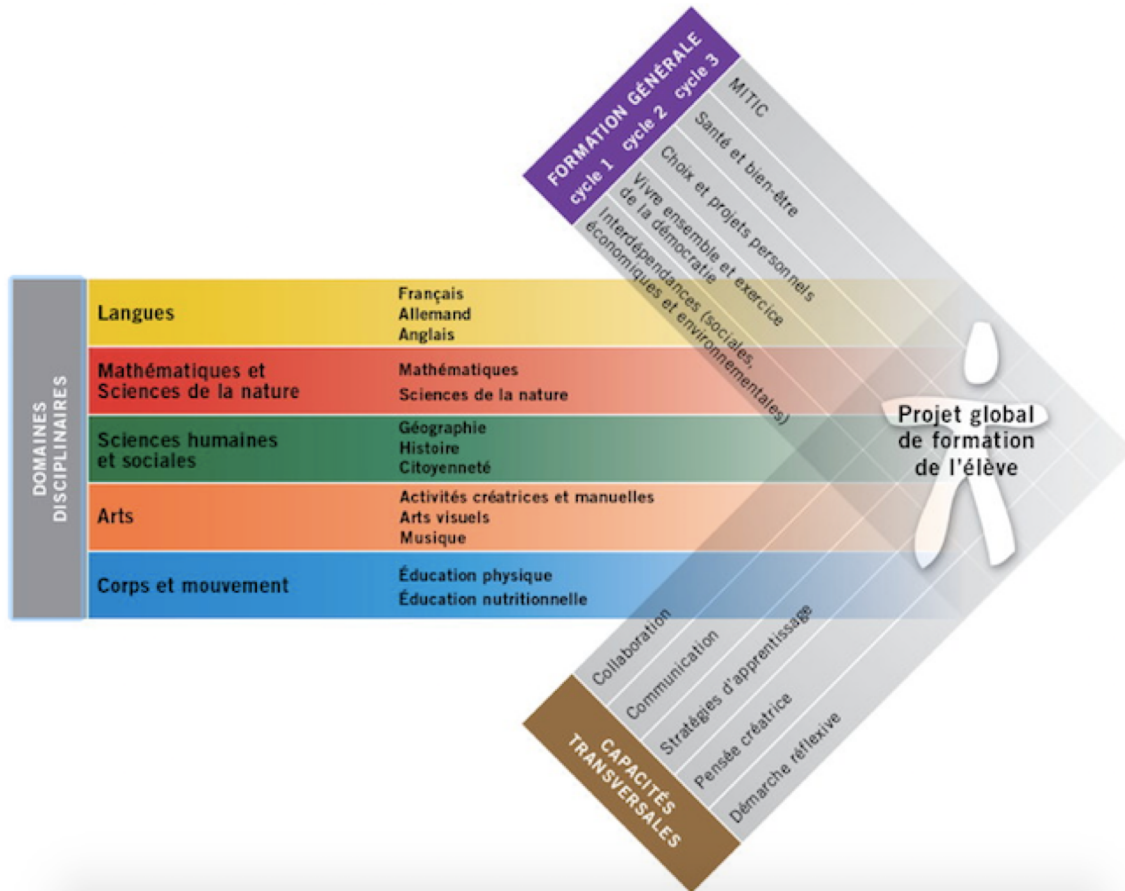 FORMATION GÉNÉRALE
cycle 1 cycle 2 cycle 3
MITIC
Santé et bien-être
Choix et projets personnels
Vivre ensemble et exercice
de la démocratie
Interdépendances (sociales,
économiques et environnementales)
DOMAINES
DISCIPLINAIRES
Langues
Français
Allemand
Anglais
Mathématiques et
Sciences de la nature
Mathématiques
Sciences de la nature
Sciences humaines
et sociales
Géographie
Histoire
Citoyenneté
Arts
Activités créatrices et manuelles
Arts visuels
Musique
Corps et mouvement
Éducation physique
Éducation nutritionnelle
Projet global
de formation
de l'élève
Collaboration
Communication
Stratégies d'apprentissage
Pensée créatrice
Démarche réflexive
CAPACITÉS
TRANSVERSALES